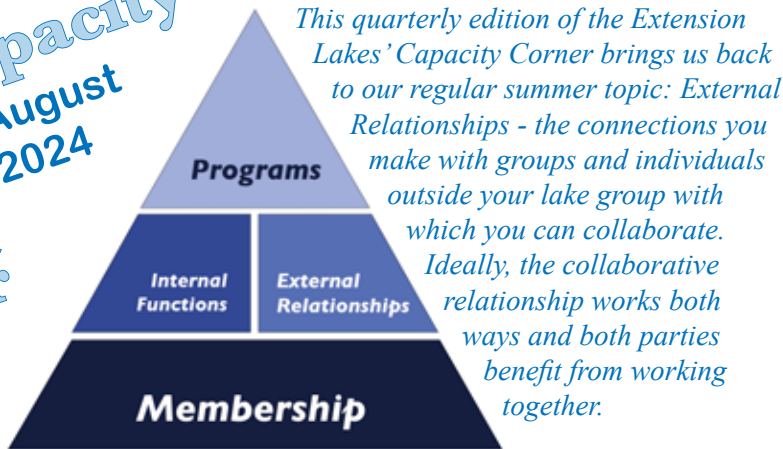 pacity
August
2024
This quarterly edition of the Extension
Lakes' Capacity Corner brings us back
to our regular summer topic: External
Relationships - the connections you
make with groups and individuals
outside your lake group with
which you can collaborate.
Ideally, the collaborative
relationship works both
ways and both parties
benefit from working
together.
Programs
Internal
Functions
External
Relationships
Membership